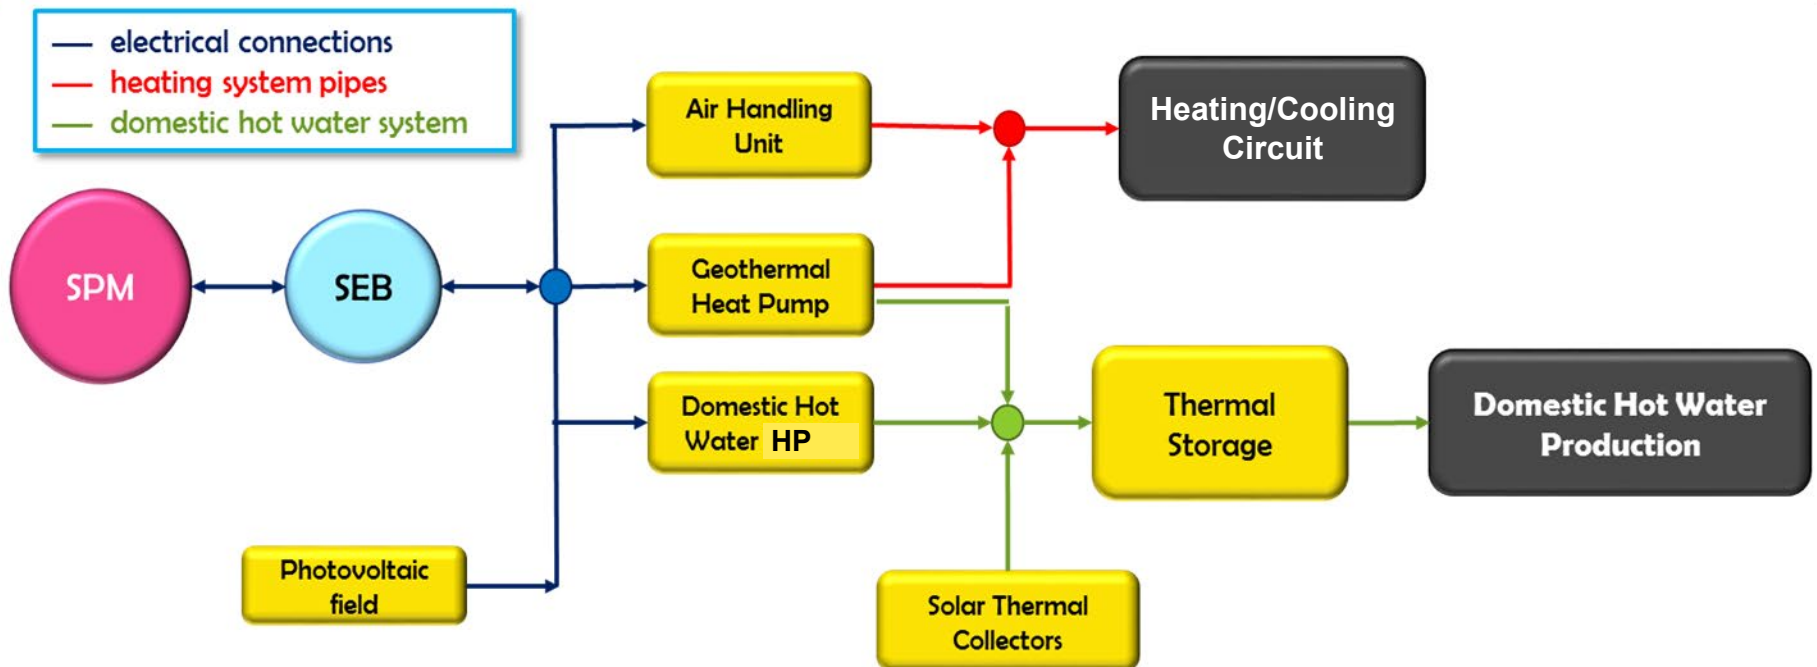 electrical connections
heating system pipes
domestic hot water system
Air Handling
Unit
Heating/Cooling
Circuit
SPM
SEB
Geothermal
Heat Pump
Domestic Hot
Water HP
Thermal
Storage
Domestic Hot Water
Production
Photovoltaic
field
Solar Thermal
Collectors